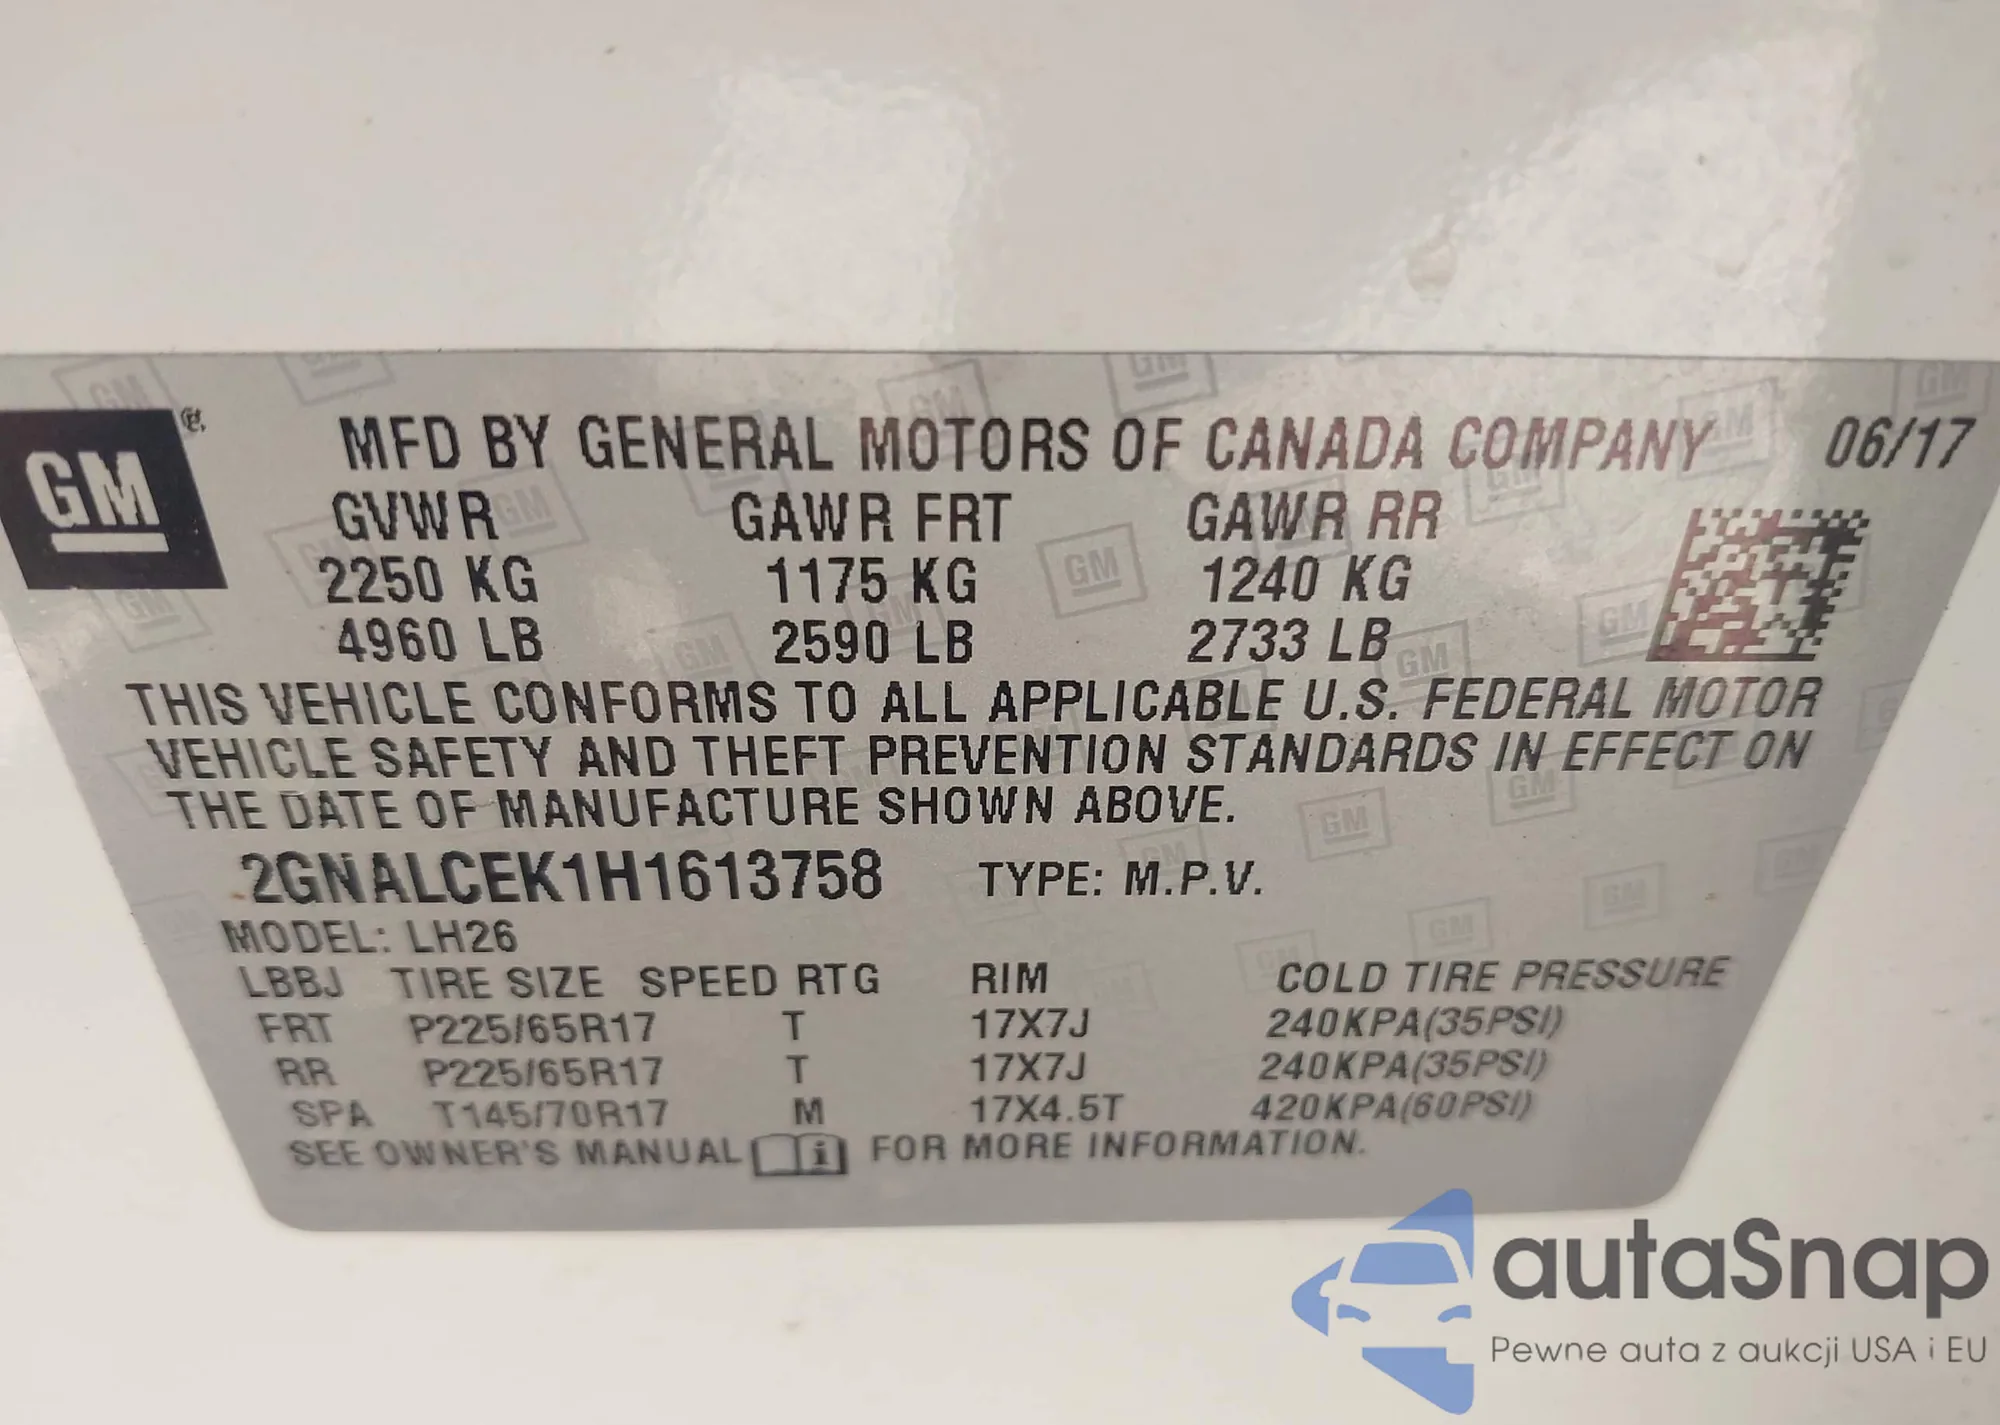 GM
MFD BY GENERAL MOTORS OF CANADA COMPANY 06/17
GVWR GAWR FRT GAWR RR
2250 KG 1175 KG 1240 KG
4960 LB 2590 LB 2733 LB
THIS VEHICLE CONFORMS TO ALL APPLICABLE U.S. FEDERAL MOTOR
VEHICLE SAFETY AND THEFT PREVENTION STANDARDS IN EFFECT ON
THE DATE OF MANUFACTURE SHOWN ABOVE.
2GNALCEK1H1613758 TYPE: M.P.V.
MODEL: LH26
LBBJ TIRE SIZE SPEED RTG RIM COLD TIRE PRESSURE
FRT P225/65R17 T 17X7J 240KPA(35PSI)
RR P225/65R17 T 17X7J 240KPA(35PSI)
SPA T145/70R17 M 17X4.5T 420KPA(60PSI)
SEE OWNER'S MANUAL i FOR MORE INFORMATION.
autaSnap
Pewne auta z aukcji USA i EU